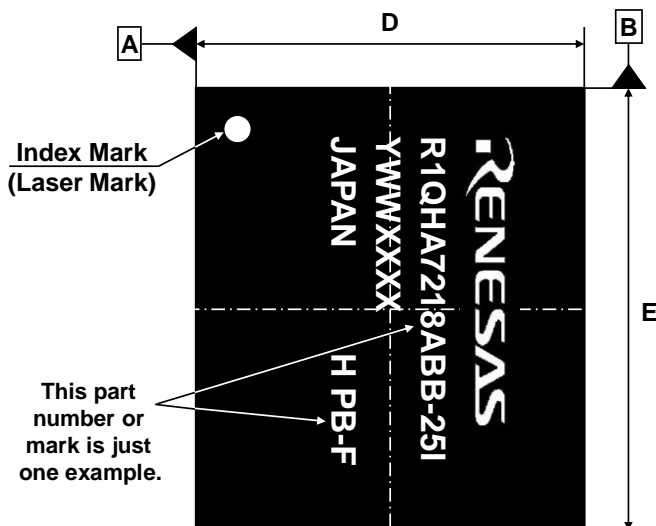 A
D
B
Index Mark
(Laser Mark)
RENESAS
R1QHA7218ABB-25I
YWWXXXX
JAPAN H PB-F
E
This part
number or
mark is just
one example.